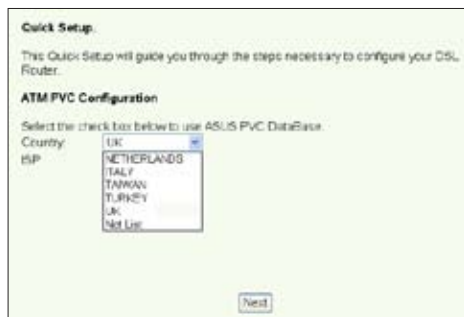 Quick Setup.
This Quick Setup will guide you through the steps necessary to configure your DSL
Router.
ATM PVC Configuration
Select the check box below to use ASUS PVC DataBase.
Country: UK
ISP
NETHERLANDS
ITALY
TAIWAN
TURKEY
UK
Not List
Next